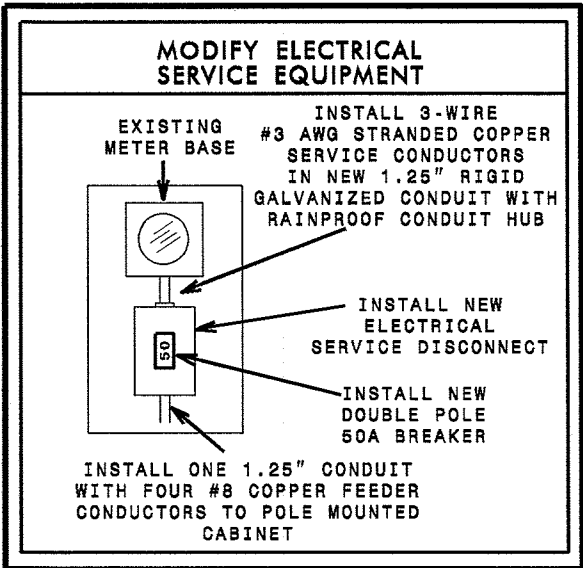 MODIFY ELECTRICAL
SERVICE EQUIPMENT
EXISTING
METER BASE
INSTALL 3-WIRE
#3 AWG STRANDED COPPER
SERVICE CONDUCTORS
IN NEW 1.25" RIGID
GALVANIZED CONDUIT WITH
RAINPROOF CONDUIT HUB
INSTALL NEW
ELECTRICAL
SERVICE DISCONNECT
50
INSTALL NEW
DOUBLE POLE
50A BREAKER
INSTALL ONE 1.25" CONDUIT
WITH FOUR #8 COPPER FEEDER
CONDUCTORS TO POLE MOUNTED
CABINET